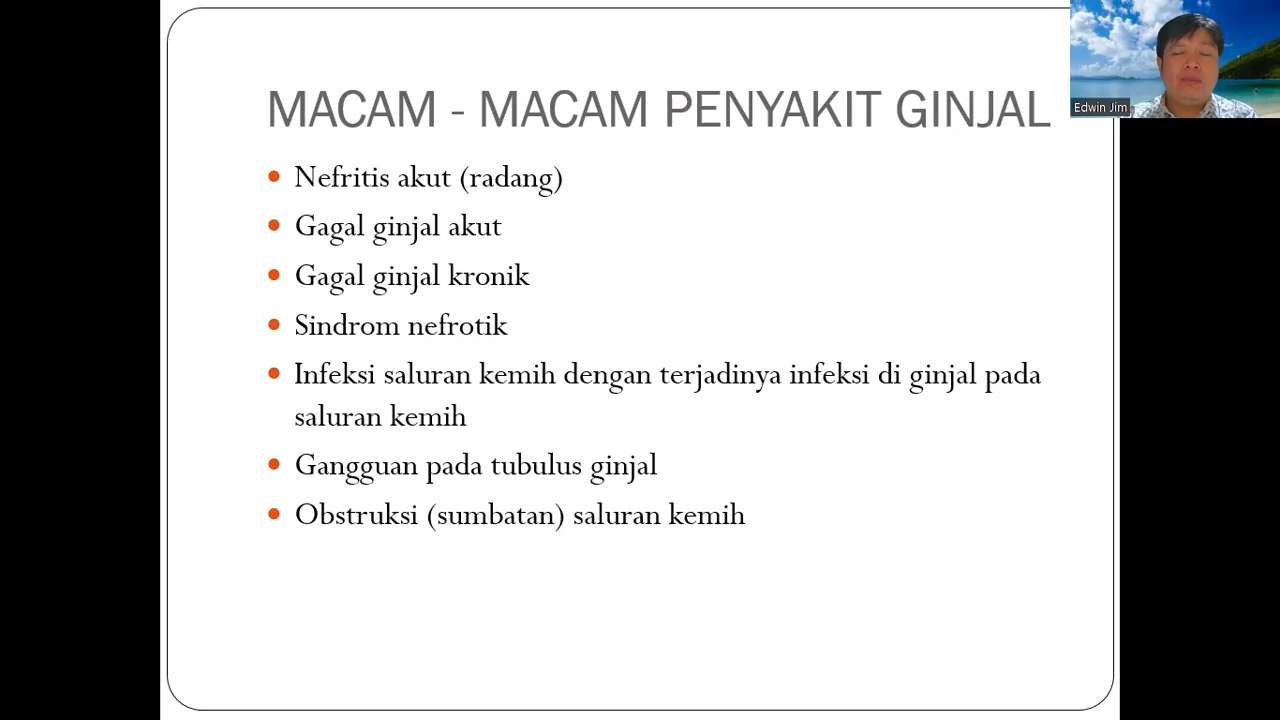 MACAM - MACAM PENYAKIT GINJAL
Edwin Jim
• Nefritis akut (radang)
• Gagal ginjal akut
• Gagal ginjal kronik
• Sindrom nefrotik
• Infeksi saluran kemih dengan terjadinya infeksi di ginjal pada
saluran kemih
• Gangguan pada tubulus ginjal
• Obstruksi (sumbatan) saluran kemih